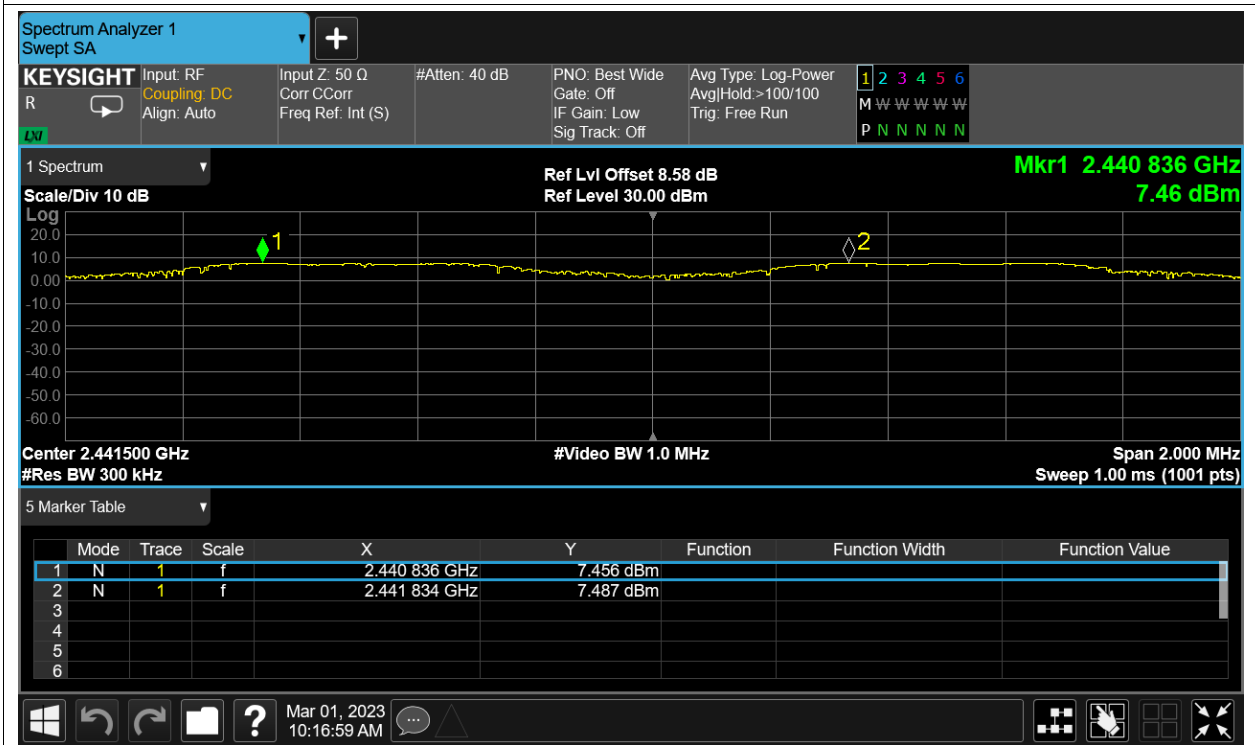 Spectrum Analyzer 1
Swept SA
KEYSIGHT
R
LXI
Input: RF
Coupling: DC
Align: Auto
Input Z: 50 Ω
Corr CCorr
Freq Ref: Int (S)
#Atten: 40 dB
PNO: Best Wide
Gate: Off
IF Gain: Low
Sig Track: Off
Avg Type: Log-Power
Avg|Hold:>100/100
Trig: Free Run
1 2 3 4 5 6
M W W W W W
P N N N N N
1 Spectrum
Scale/Div 10 dB
Ref Lvl Offset 8.58 dB
Ref Level 30.00 dBm
Mkr1 2.440 836 GHz
7.46 dBm
Log
20.0
10.0
0.00
-10.0
-20.0
-30.0
-40.0
-50.0
-60.0
1
2
Center 2.441500 GHz
#Res BW 300 kHz
#Video BW 1.0 MHz
Span 2.000 MHz
Sweep 1.00 ms (1001 pts)
5 Marker Table
Mode Trace Scale X Y Function Function Width Function Value
1 N 1 f 2.440 836 GHz 7.456 dBm
2 N 1 f 2.441 834 GHz 7.487 dBm
3
4
5
6
?
Mar 01, 2023
10:16:59 AM